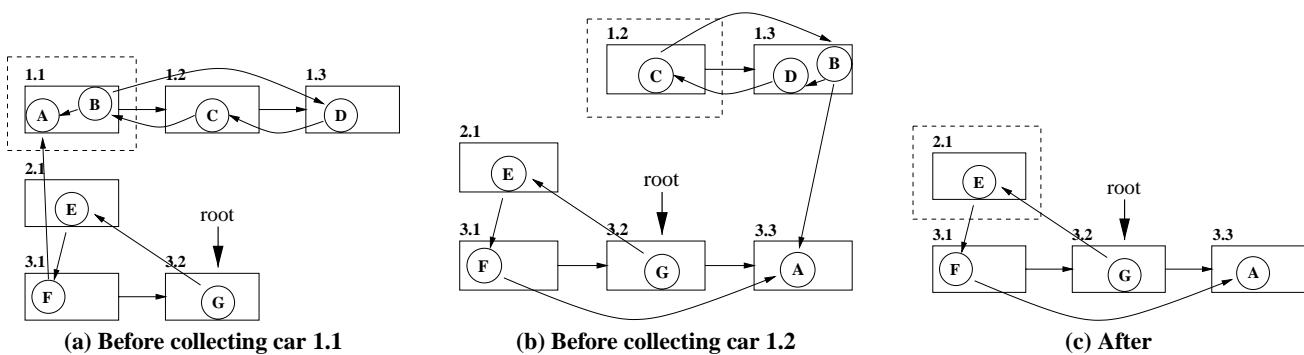 1.1 1.2 1.3
A B C D
2.1
E
root
3.1 3.2
F G
(a) Before collecting car 1.1
1.2 1.3
C D B
2.1
E
root
3.1 3.2 3.3
F G A
(b) Before collecting car 1.2
2.1
E
root
3.1 3.2 3.3
F G A
(c) After